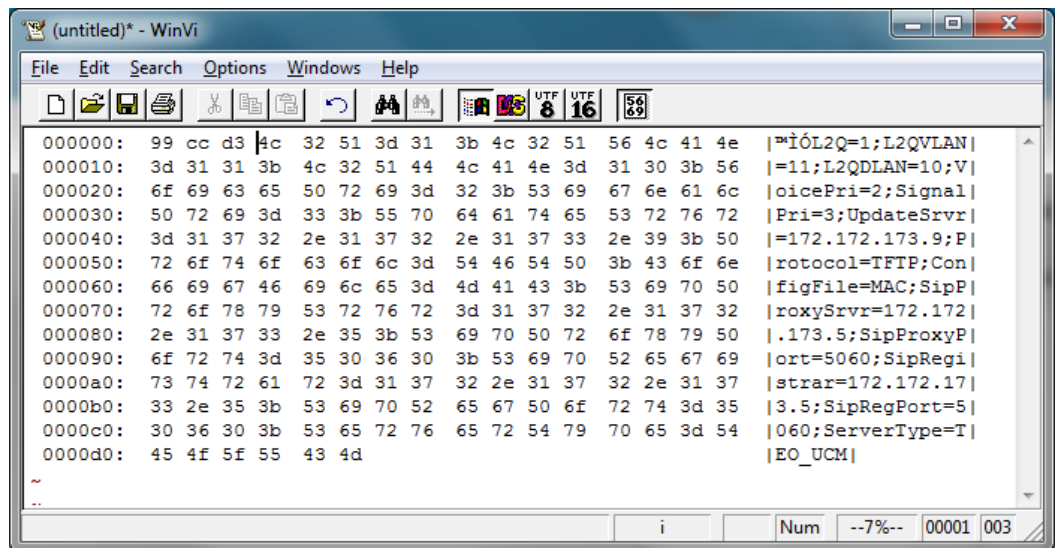 (untitled)* - WinVi
File Edit Search Options Windows Help
UTF 8 UTF 16 56 69
000000: 99 cc d3 4c 32 51 3d 31 3b 4c 32 51 56 4c 41 4e |™ÌÓL2Q=1;L2QVLAN|
000010: 3d 31 31 3b 4c 32 51 44 4c 41 4e 3d 31 30 3b 56 |=11;L2QDLAN=10;V|
000020: 6f 69 63 65 50 72 69 3d 32 3b 53 69 67 6e 61 6c |oicePri=2;Signal|
000030: 50 72 69 3d 33 3b 55 70 64 61 74 65 53 72 76 72 |Pri=3;UpdateSrvr|
000040: 3d 31 37 32 2e 31 37 32 2e 31 37 33 2e 39 3b 50 |=172.172.173.9;P|
000050: 72 6f 74 6f 63 6f 6c 3d 54 46 54 50 3b 43 6f 6e |rotocol=TFTP;Con|
000060: 66 69 67 46 69 6c 65 3d 4d 41 43 3b 53 69 70 50 |figFile=MAC;SipP|
000070: 72 6f 78 79 53 72 76 72 3d 31 37 32 2e 31 37 32 |roxySrvr=172.172|
000080: 2e 31 37 33 2e 35 3b 53 69 70 50 72 6f 78 79 50 |.173.5;SipProxyP|
000090: 6f 72 74 3d 35 30 36 30 3b 53 69 70 52 65 67 69 |ort=5060;SipRegi|
0000a0: 73 74 72 61 72 3d 31 37 32 2e 31 37 32 2e 31 37 |strar=172.172.17|
0000b0: 33 2e 35 3b 53 69 70 52 65 67 50 6f 72 74 3d 35 |3.5;SipRegPort=5|
0000c0: 30 36 30 3b 53 65 72 76 65 72 54 79 70 65 3d 54 |060;ServerType=T|
0000d0: 45 4f 5f 55 43 4d |EO_UCM|
~
~
i Num --7%-- 00001 003